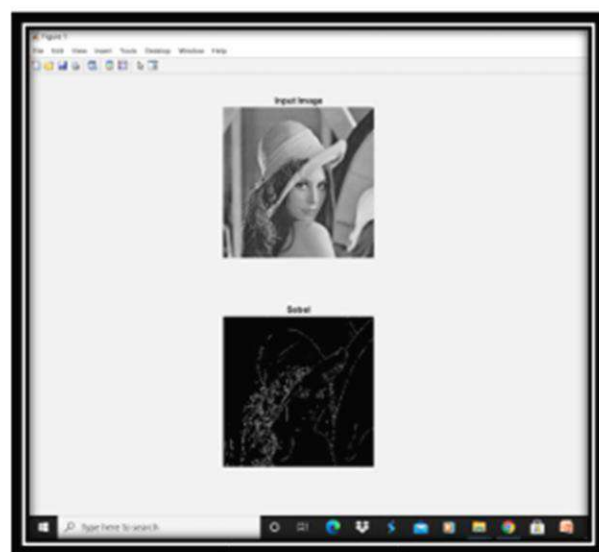 Figure 1
File Edit View Insert Tools Desktop Window Help
Input Image
Sobel
Type here to search